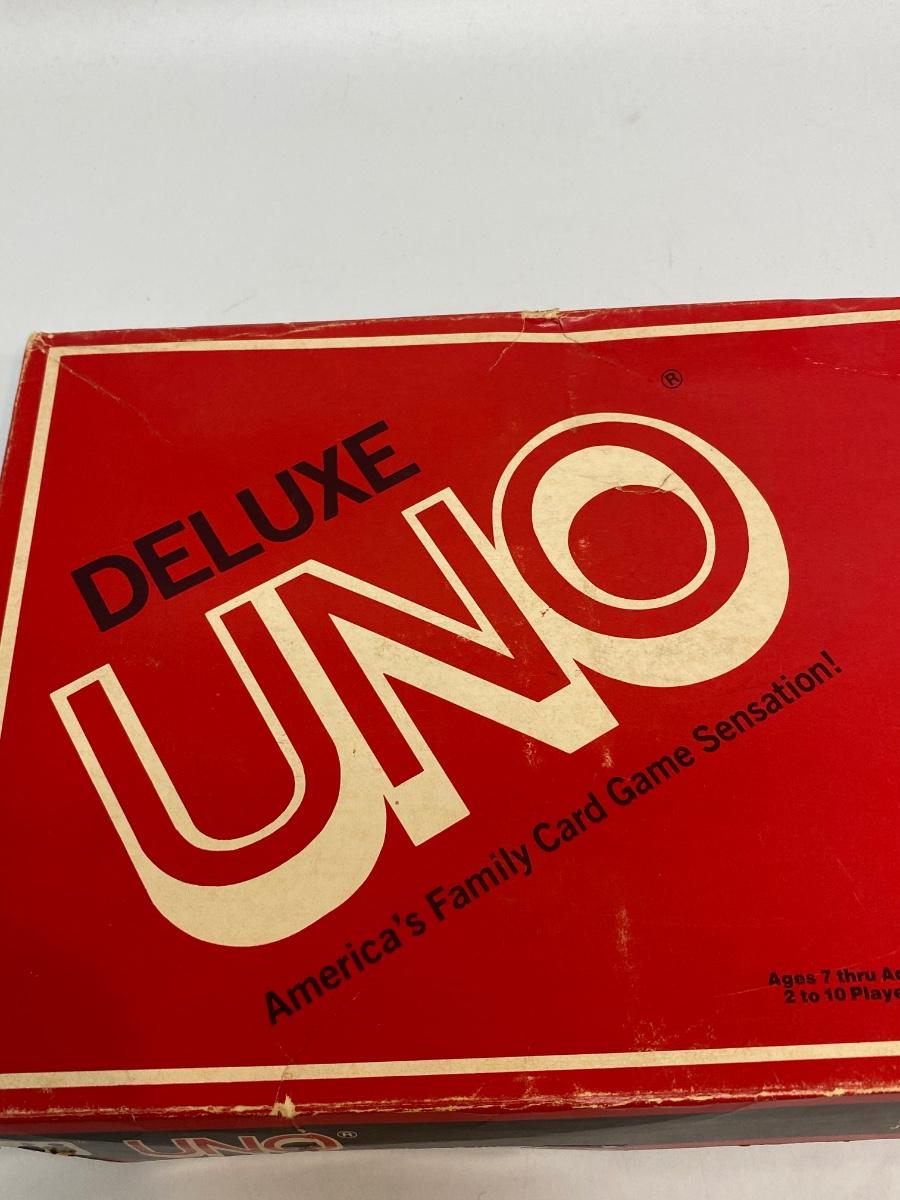 DELUXE
UNO®
America's Family Card Game Sensation!
Ages 7 thru
2 to 10
UNO®